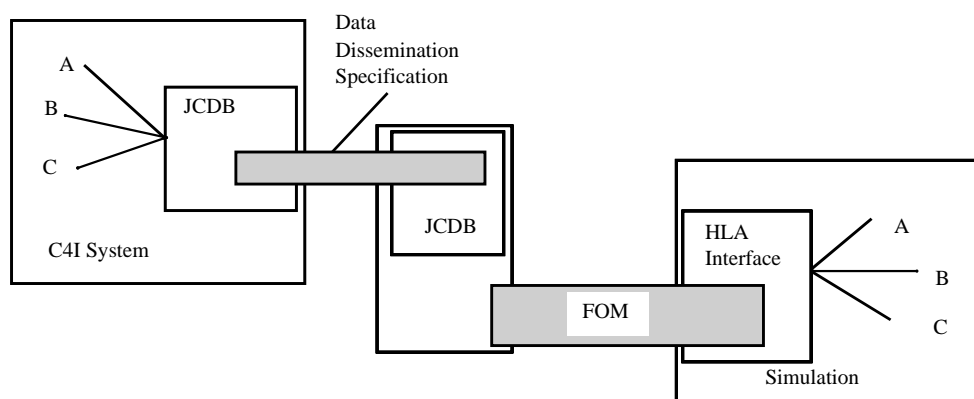 Data
Dissemination
Specification
A
B
C
JCDB
C4I System
JCDB
FOM
HLA
Interface
A
B
C
Simulation